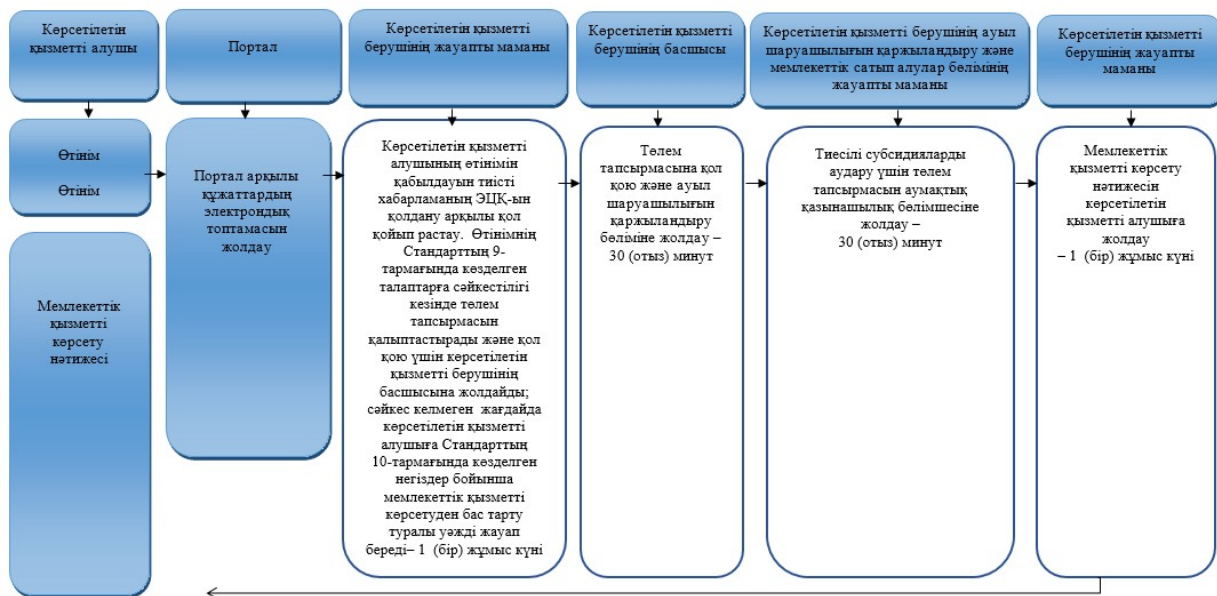 Көрсетілетін
қызметті алушы
Портал
Көрсетілетін қызметті
берушінің жауапты
маманы
Көрсетілетін қызметті
берушінің басшысы
Көрсетілетін қызметті берушінің ауыл
шаруашылығын қаржыландыру және
мемлекеттік сатып алулар бөлімінің
жауапты маманы
Көрсетілетін қызметті
берушінің жауапты
маманы
Өтінім
Өтінім
Мемлекеттік
қызметті
көрсету
нәтижесі
Портал арқылы
құжаттардың
электрондық
топтамасын
жолдау
Көрсетілетін қызметті
алушының өтінімін
қабылдауын тиісті
хабарламаның ЭЦҚ-ын
қолдану арқылы қол
қойып растау. Өтінімнің
Стандарттың 9-
тармағында көзделген
талаптарға сәйкестілігі
кезінде төлем
тапсырмасын
қалыптастырады және қол
қою үшін көрсетілетін
қызметті берушінің
басшысына жолдайды;
сәйкес келмеген жағдайда
көрсетілетін қызметті
алушыға Стандарттың
10-тармағында көзделген
негіздер бойынша
мемлекеттік қызметті
көрсетуден бас тарту
туралы уәжді жауап
береді– 1 (бір) жұмыс күні
Төлем
тапсырмасына қол
қою және ауыл
шаруашылығын
қаржыландыру
бөліміне жолдау –
30 (отыз) минут
Тиесілі субсидияларды
аудару үшін төлем
тапсырмасын аумақтық
қазынашылық бөлімшесіне
жолдау –
30 (отыз) минут
Мемлекеттік
қызметті көрсету
нәтижесін
көрсетілетін
қызметті алушыға
жолдау
– 1 (бір) жұмыс күні